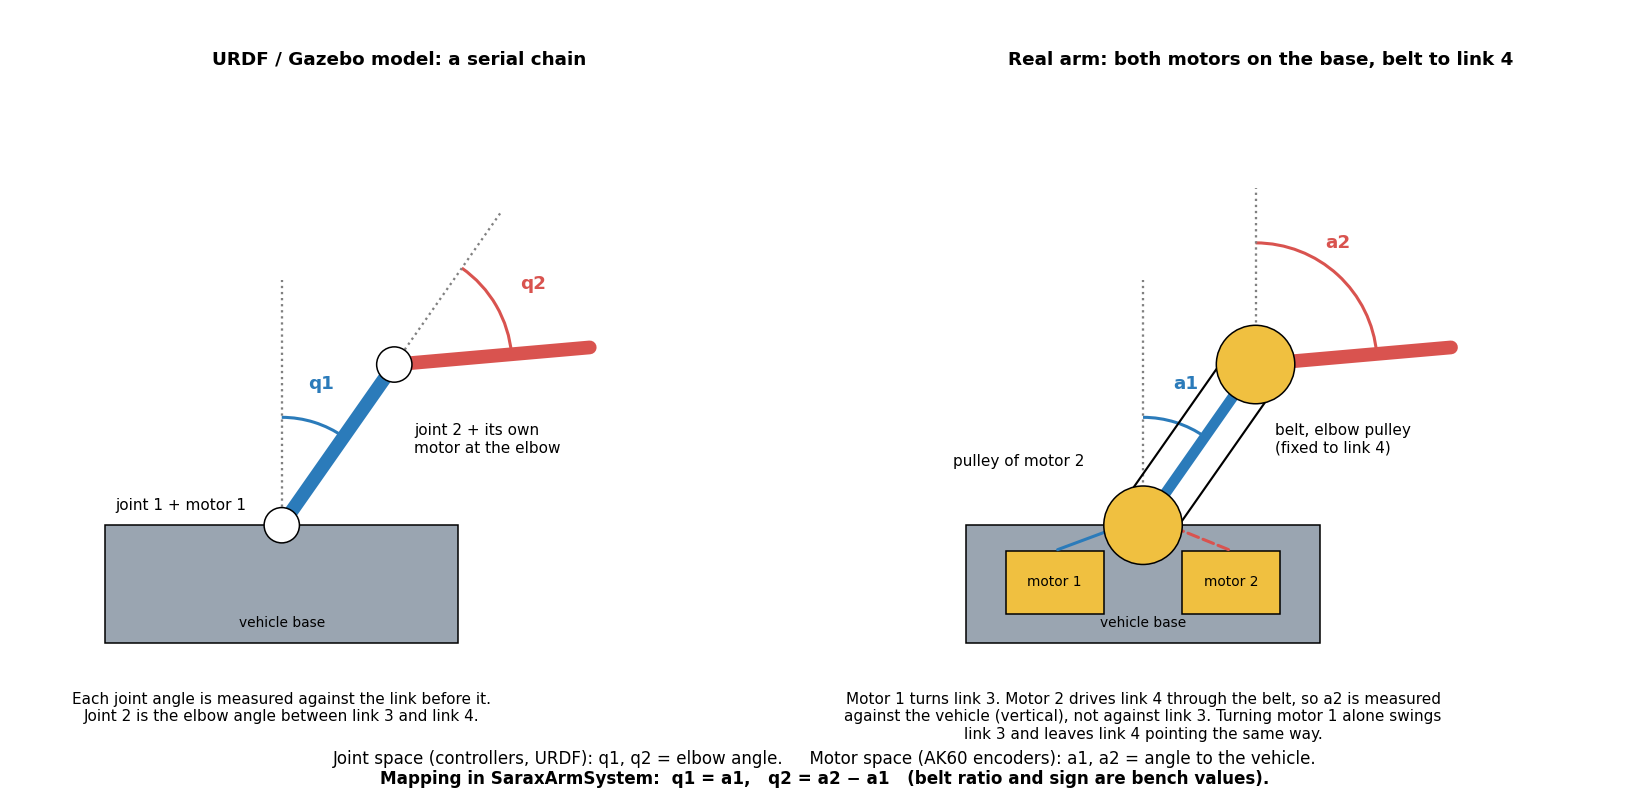 URDF / Gazebo model: a serial chain
q1
q2
joint 2 + its own
motor at the elbow
joint 1 + motor 1
vehicle base
Each joint angle is measured against the link before it.
Joint 2 is the elbow angle between link 3 and link 4.
Real arm: both motors on the base, belt to link 4
a2
a1
belt, elbow pulley
(fixed to link 4)
pulley of motor 2
motor 1
motor 2
vehicle base
Motor 1 turns link 3. Motor 2 drives link 4 through the belt, so a2 is measured
against the vehicle (vertical), not against link 3. Turning motor 1 alone swings
link 3 and leaves link 4 pointing the same way.
Joint space (controllers, URDF): q1, q2 = elbow angle.     Motor space (AK60 encoders): a1, a2 = angle to the vehicle.
Mapping in SaraxArmSystem:  q1 = a1,   q2 = a2 − a1   (belt ratio and sign are bench values).